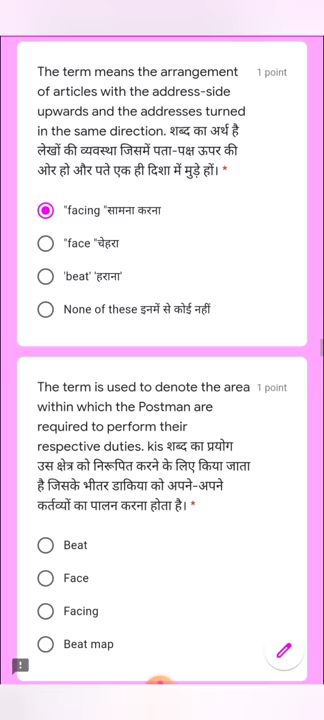 The term means the arrangement
1 point
of articles with the address-side
upwards and the addresses turned
in the same direction. शब्द का अर्थ है
लेखों की व्यवस्था जिसमें पता-पक्ष ऊपर की
ओर हो और पते एक ही दिशा में मुड़े हों। *
"facing "सामना करना
"face "चेहरा
'beat' 'हराना'
None of these इनमें से कोई नहीं
The term is used to denote the area
1 point
within which the Postman are
required to perform their
respective duties. kis शब्द का प्रयोग
उस क्षेत्र को निरूपित करने के लिए किया जाता
है जिसके भीतर डाकिया को अपने-अपने
कर्तव्यों का पालन करना होता है। *
Beat
Face
Facing
Beat map